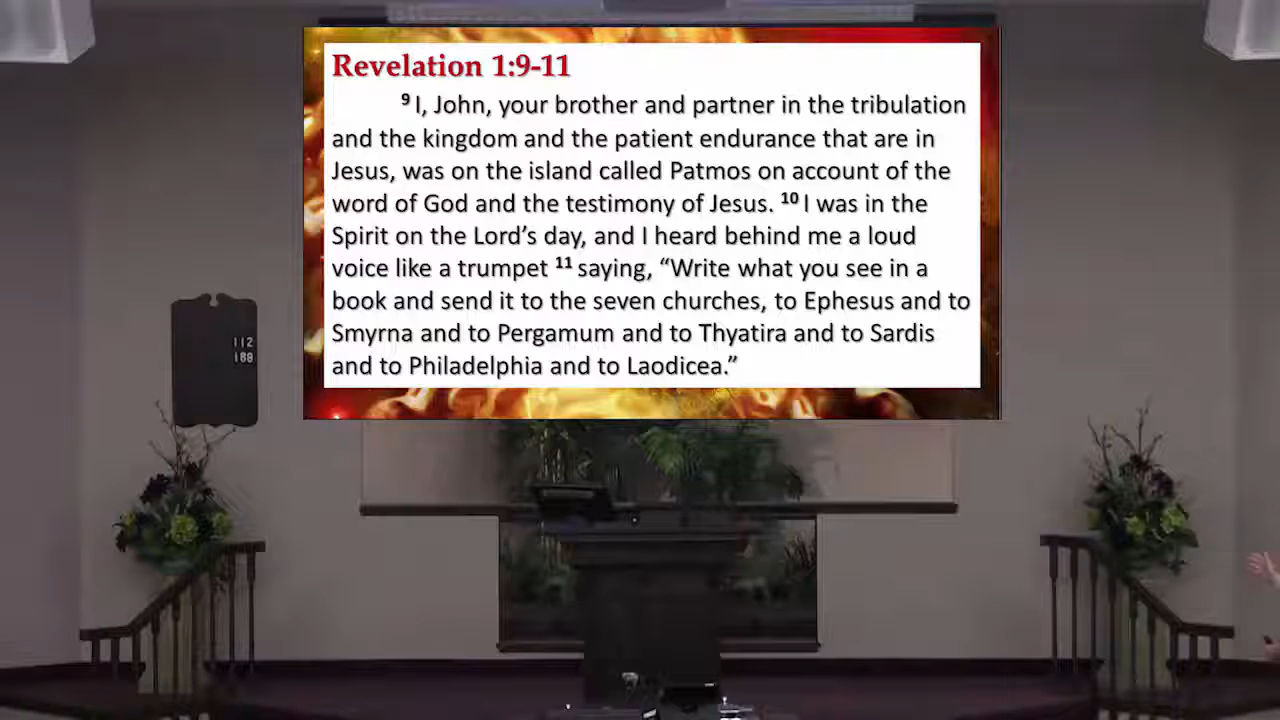 Revelation 1:9-11
9 I, John, your brother and partner in the tribulation
and the kingdom and the patient endurance that are in
Jesus, was on the island called Patmos on account of the
word of God and the testimony of Jesus. 10 I was in the
Spirit on the Lord’s day, and I heard behind me a loud
voice like a trumpet 11 saying, “Write what you see in a
book and send it to the seven churches, to Ephesus and to
Smyrna and to Pergamum and to Thyatira and to Sardis
and to Philadelphia and to Laodicea.”
112
189